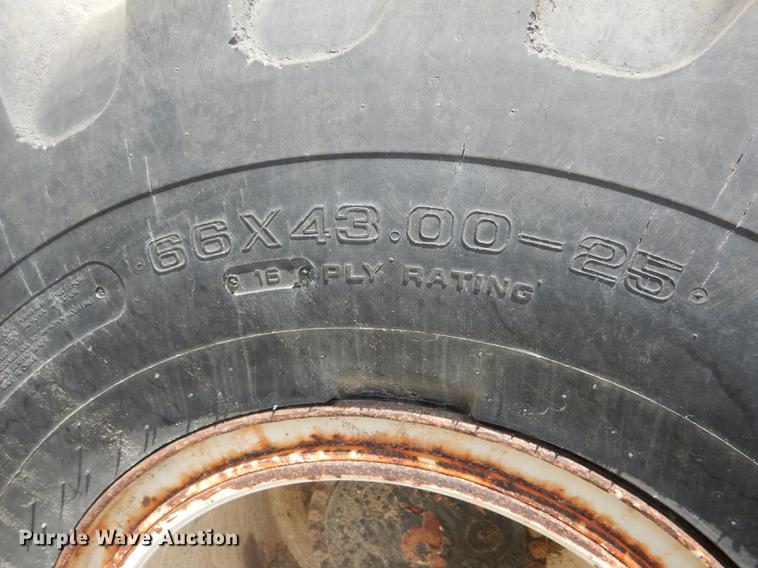 66X43.00-25
16 PLY RATING
Purple Wave Auction